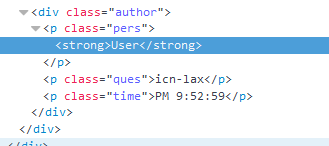 <div class="author">
<p class="pers">
<strong>User</strong>
</p>
<p class="ques">icn-lax</p>
<p class="time">PM 9:52:59</p>
</div>
</div>
</div>